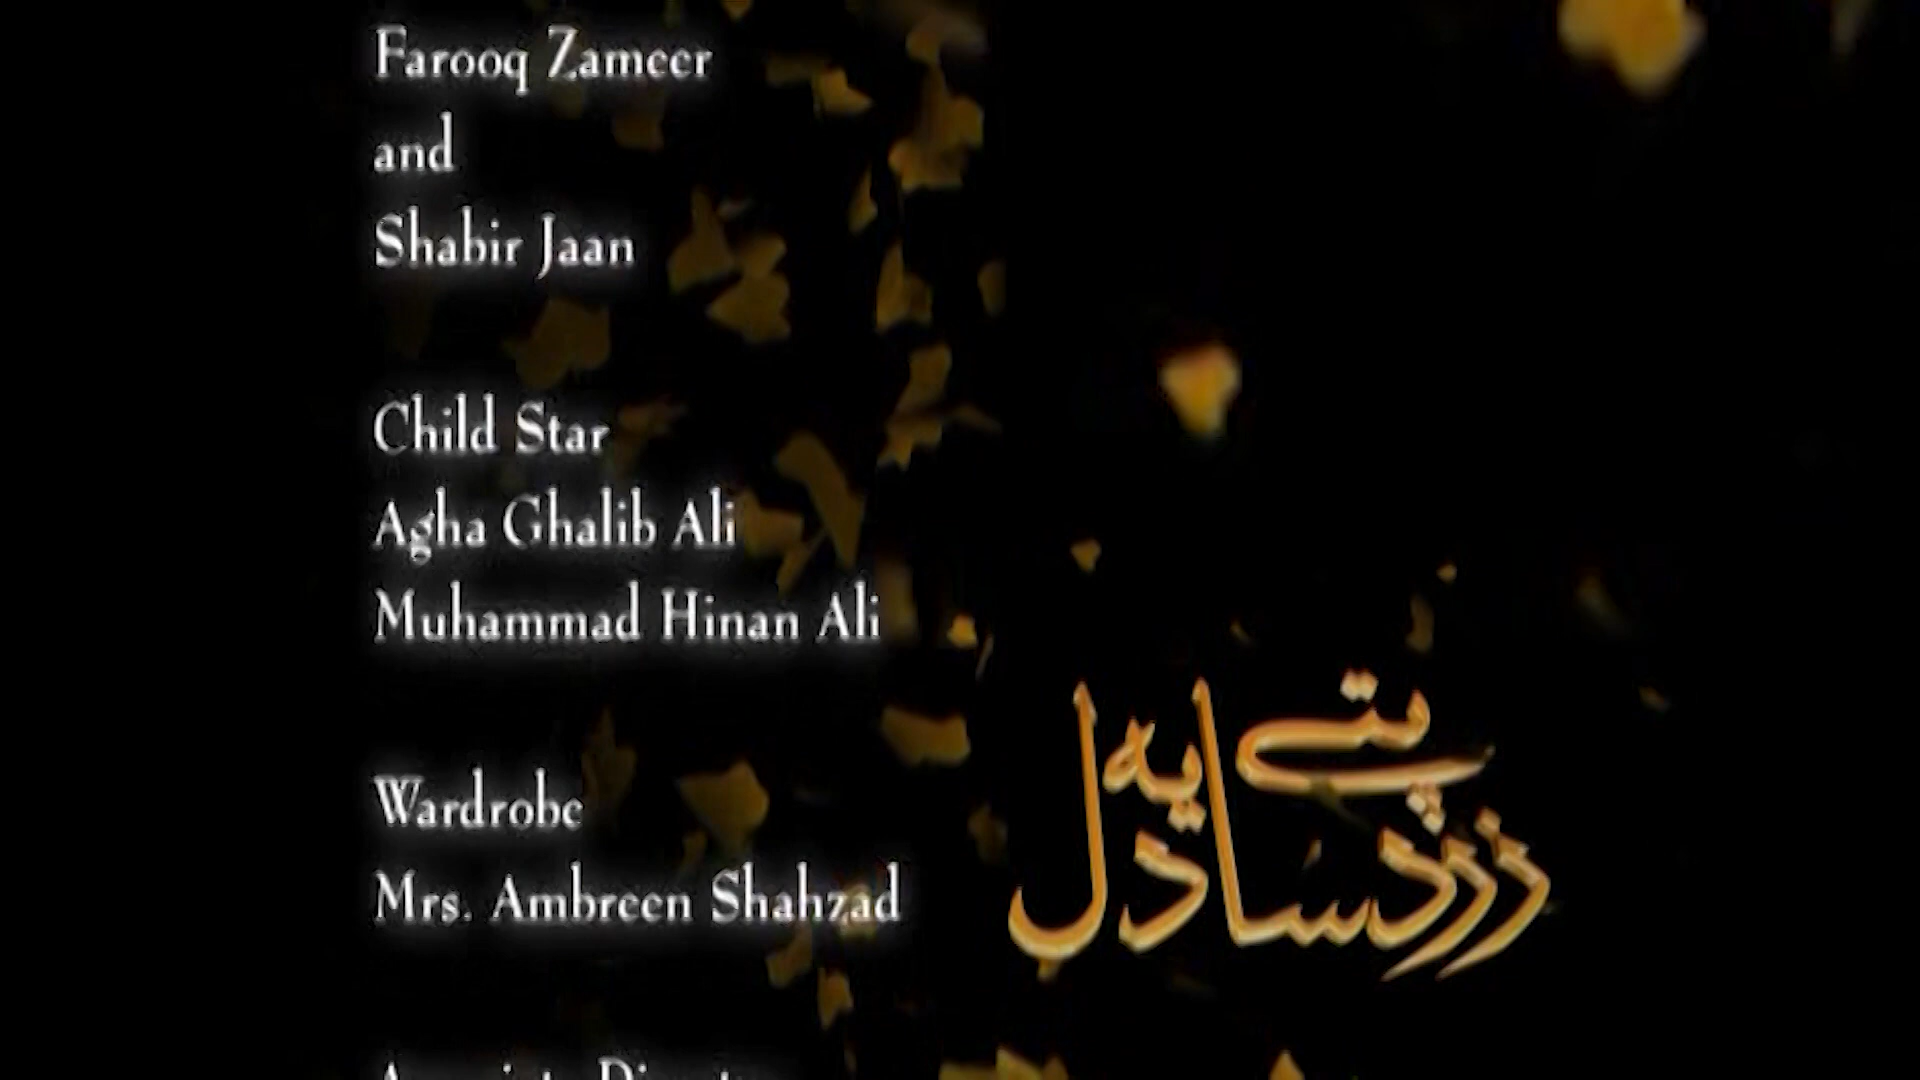 Farooq Zameer
and
Shabir Jaan
Child Star
Agha Ghalib Ali
Muhammad Hinan Ali
Wardrobe
Mrs. Ambreen Shahzad
زرد پتے سا یہ دل